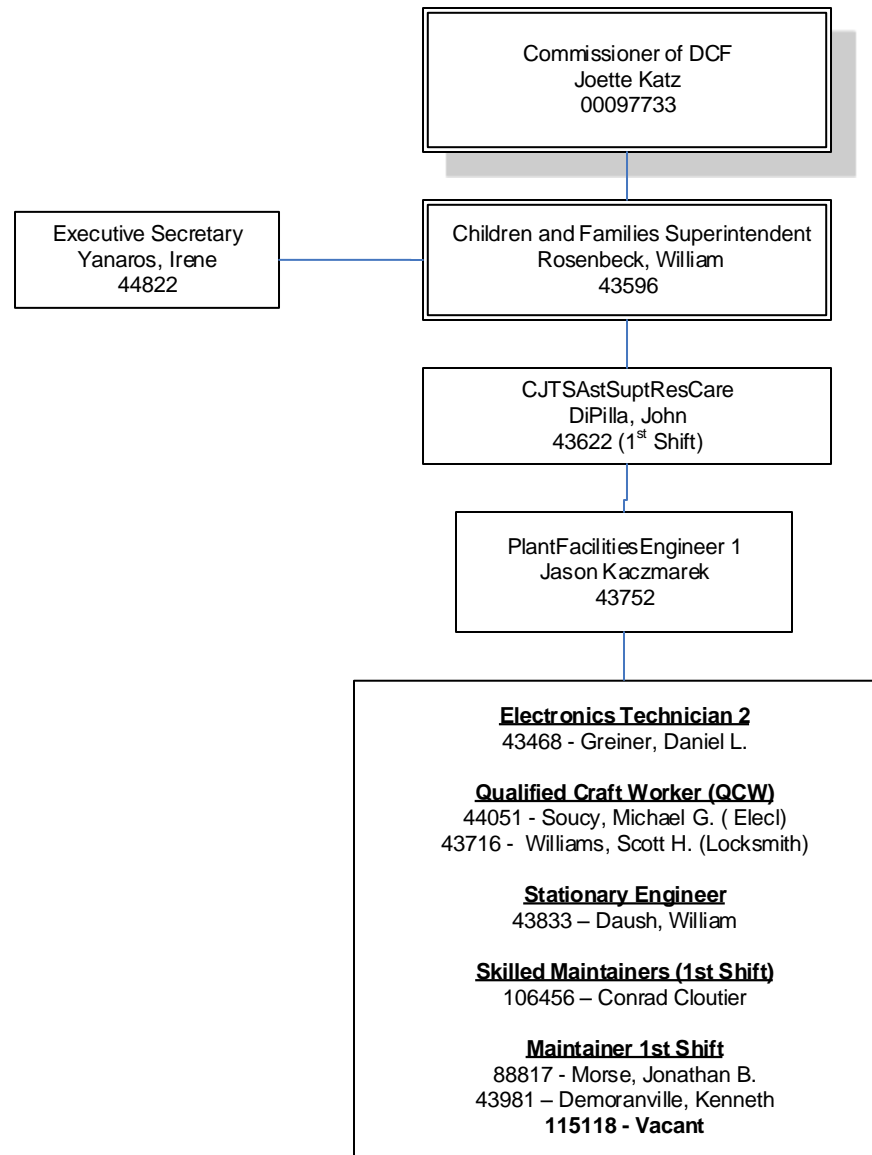 Commissioner of DCF
Joette Katz
00097733
Executive Secretary
Yanaros, Irene
44822
Children and Families Superintendent
Rosenbeck, William
43596
CJTSAstSuptResCare
DiPilla, John
43622 (1st Shift)
PlantFacilitiesEngineer 1
Jason Kaczmarek
43752
Electronics Technician 2
43468 - Greiner, Daniel L.
Qualified Craft Worker (QCW)
44051 - Soucy, Michael G. ( Elecl)
43716 - Williams, Scott H. (Locksmith)
Stationary Engineer
43833 – Daush, William
Skilled Maintainers (1st Shift)
106456 – Conrad Cloutier
Maintainer 1st Shift
88817 - Morse, Jonathan B.
43981 – Demoranville, Kenneth
115118 - Vacant